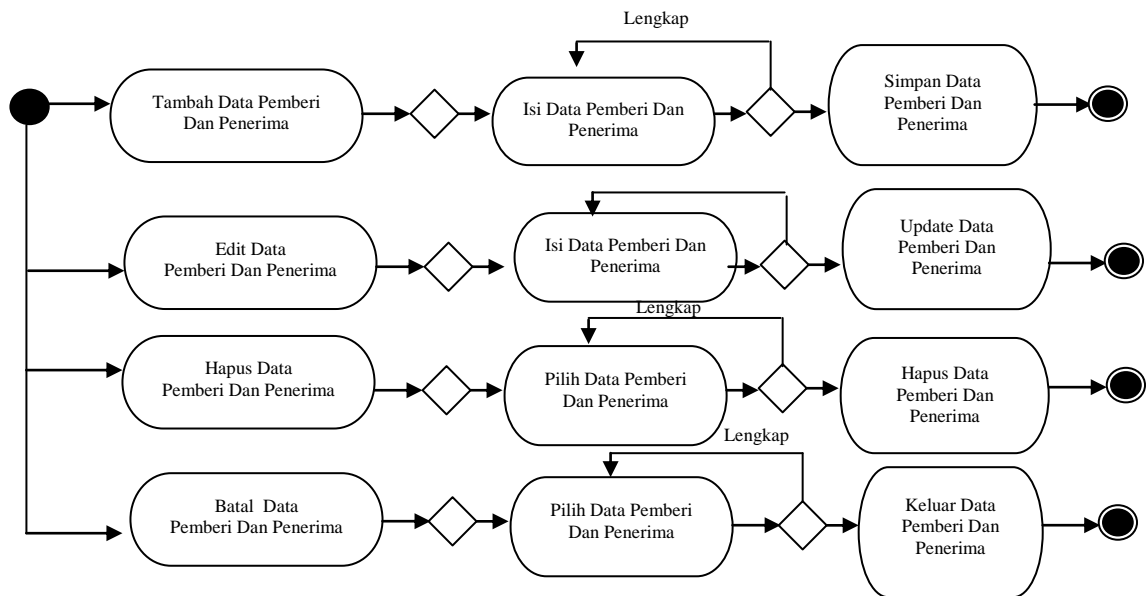 Lengkap
Tambah Data Pemberi
Dan Penerima
Isi Data Pemberi Dan
Penerima
Simpan Data
Pemberi Dan
Penerima
Edit Data
Pemberi Dan Penerima
Isi Data Pemberi Dan
Penerima
Update Data
Pemberi Dan
Penerima
Lengkap
Hapus Data
Pemberi Dan Penerima
Pilih Data Pemberi
Dan Penerima
Hapus Data
Pemberi Dan
Penerima
Lengkap
Batal Data
Pemberi Dan Penerima
Pilih Data Pemberi
Dan Penerima
Keluar Data
Pemberi Dan
Penerima